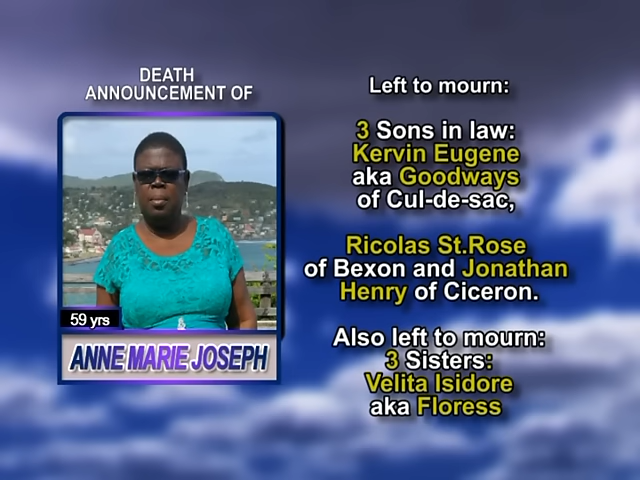 DEATH
ANNOUNCEMENT OF
59 yrs
ANNE MARIE JOSEPH
Left to mourn:
3 Sons in law:
Kervin Eugene
aka Goodways
of Cul-de-sac,
Ricolas St.Rose
of Bexon and Jonathan
Henry of Ciceron.
Also left to mourn:
3 Sisters:
Velita Isidore
aka Floress